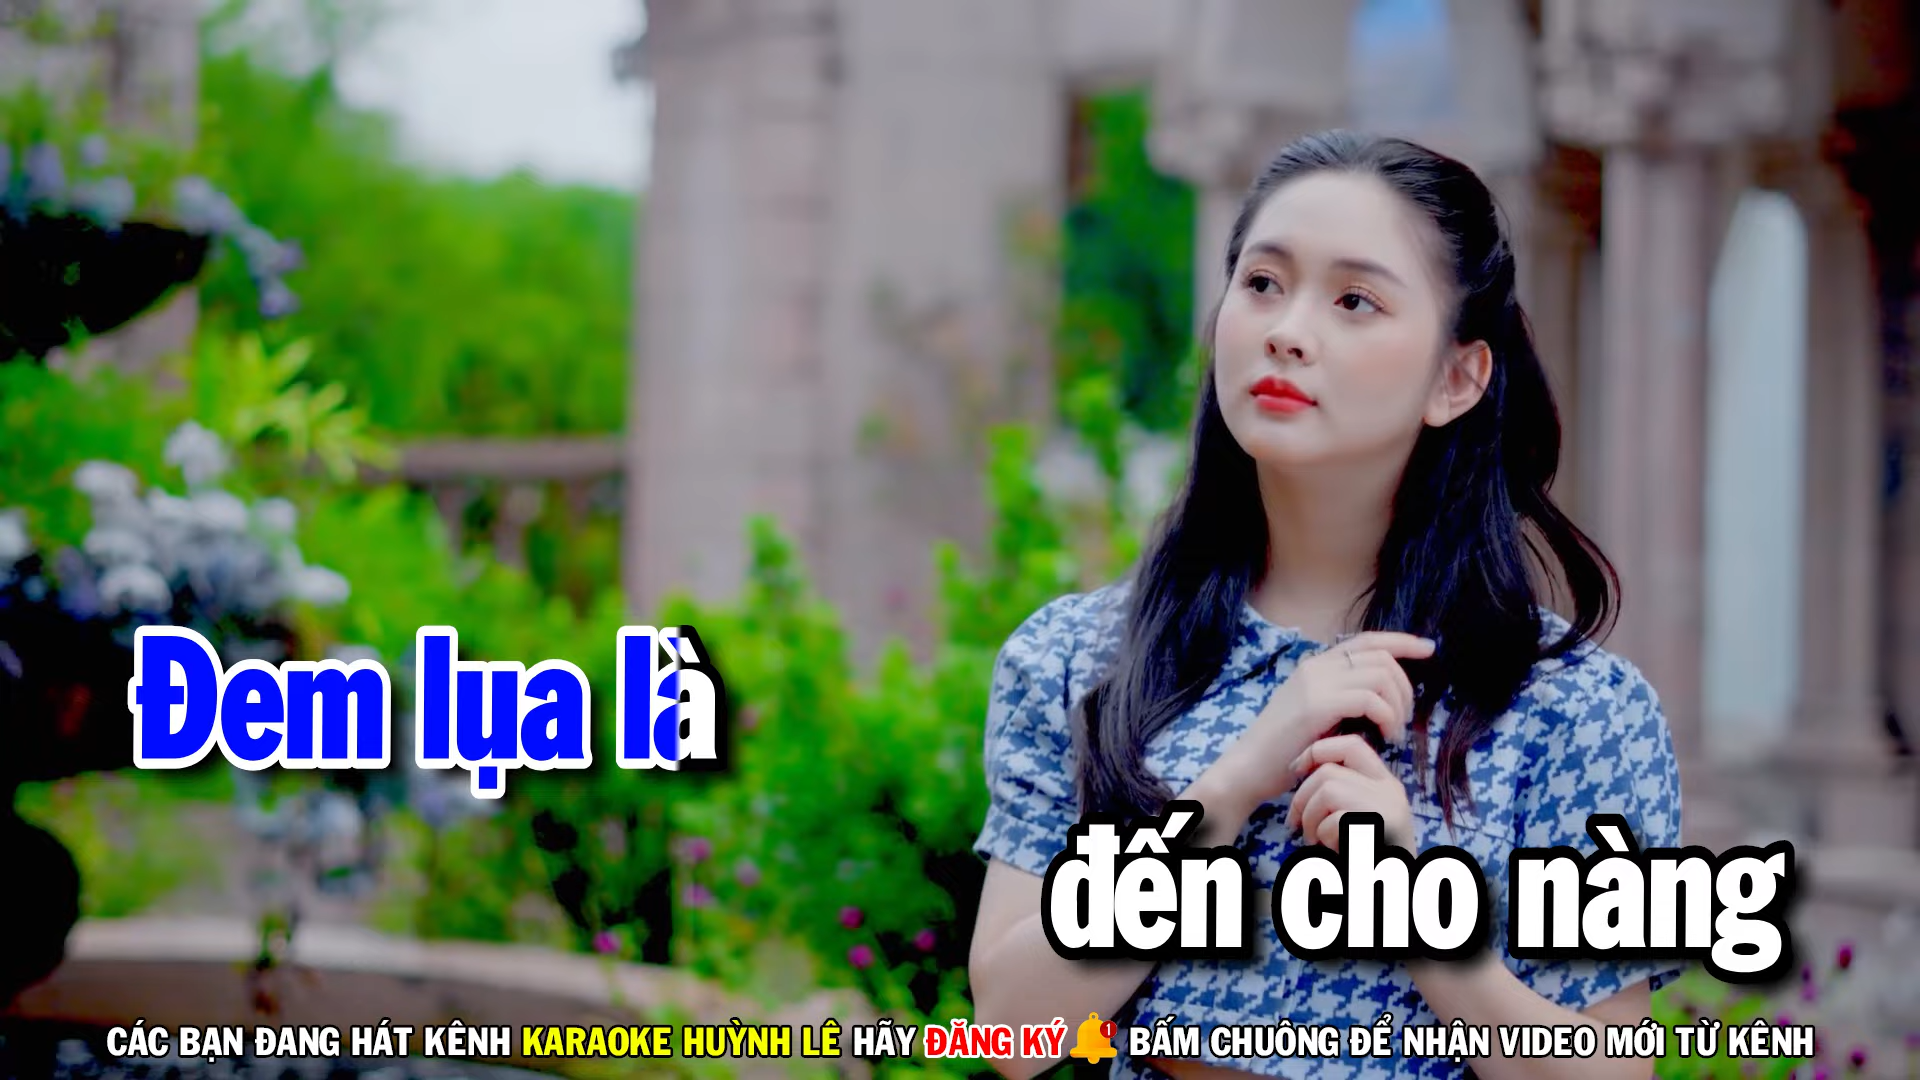 Đem lụa là
đến cho nàng
CÁC BẠN ĐANG HÁT KÊNH KARAOKE HUỲNH LÊ HÃY ĐĂNG KÝ 1 BẤM CHUÔNG ĐỂ NHẬN VIDEO MỚI TỪ KÊNH